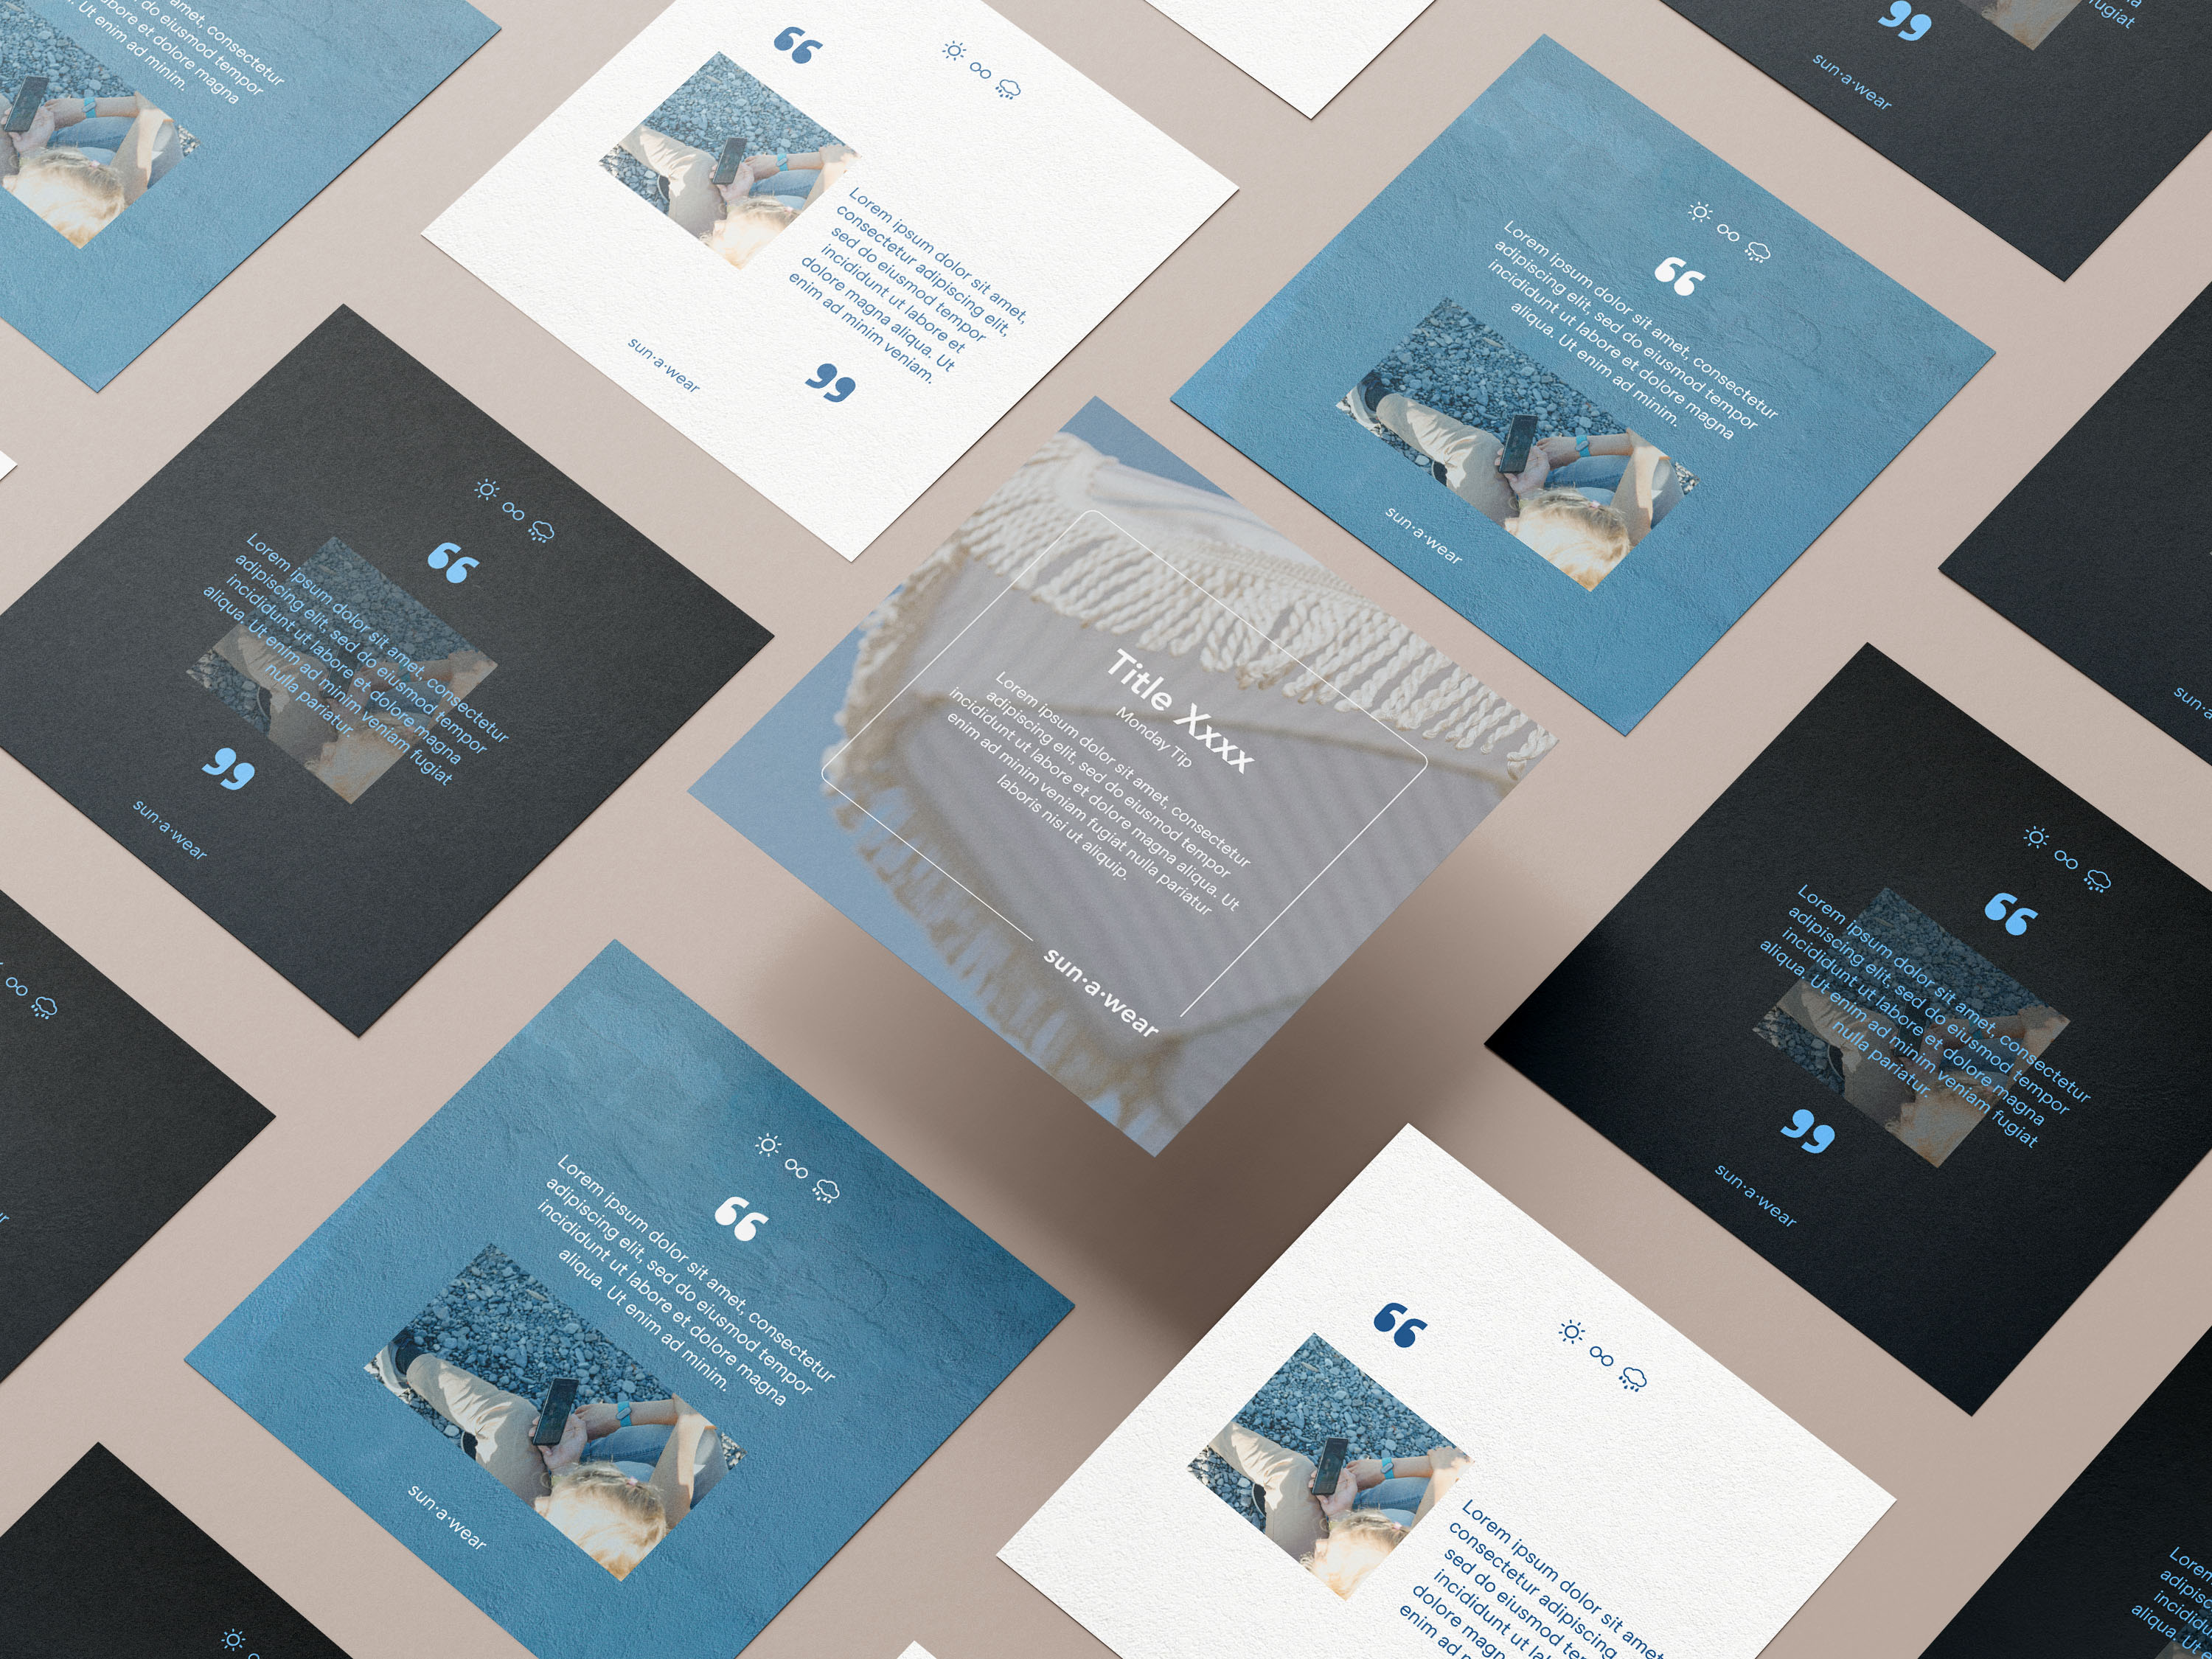 amet, consectetur
do eiusmod tempor
labore et dolore magna
Ut enim ad minim.
“
Lorem ipsum dolor sit amet,
consectetur adipiscing elit,
sed do eiusmod tempor
incididunt ut labore et
dolore magna aliqua. Ut
enim ad minim veniam.
”
sun·a·wear
fugiat
”
sun·a·wear
“
Lorem ipsum dolor sit amet, consectetur
adipiscing elit, sed do eiusmod tempor
incididunt ut labore et dolore magna
aliqua. Ut enim ad minim.
sun·a·wear
“
Lorem ipsum dolor sit amet, consectetur
adipiscing elit, sed do eiusmod tempor
incididunt ut labore et dolore magna
aliqua. Ut enim ad minim veniam fugiat
nulla pariatur.
”
sun·a·wear
Title Xxxx
Monday Tip
Lorem ipsum dolor sit amet, consectetur
adipiscing elit, sed do eiusmod tempor
incididunt ut labore et dolore magna aliqua. Ut
enim ad minim veniam fugiat nulla pariatur
laboris nisi ut aliquip.
sun·a·wear
“
Lorem ipsum dolor sit amet, consectetur
adipiscing elit, sed do eiusmod tempor
incididunt ut labore et dolore magna
aliqua. Ut enim ad minim veniam fugiat
nulla pariatur.
”
sun·a·wear
“
Lorem ipsum dolor sit amet, consectetur
adipiscing elit, sed do eiusmod tempor
incididunt ut labore et dolore magna
aliqua. Ut enim ad minim.
sun·a·wear
“
Lorem ipsum dolor sit amet
consectetur adipiscing
sed do eiusmod
incididunt ut
dolore
enim ad
Lorem
aliqua. Ut